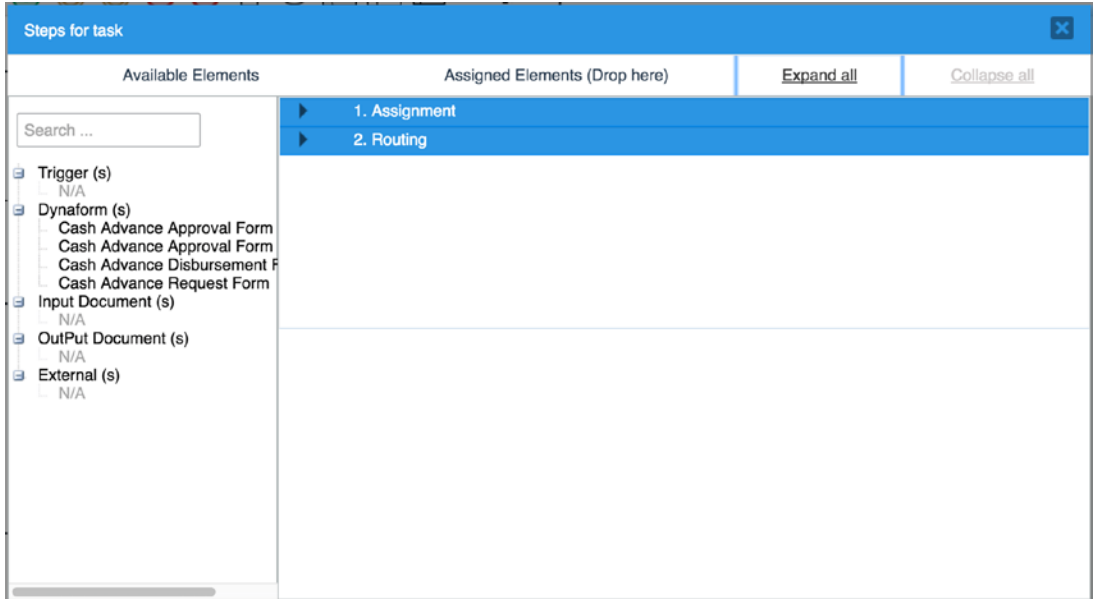 Steps for task
Available Elements
Assigned Elements (Drop here)
Expand all
Collapse all
Search ...
Trigger (s)
N/A
Dynaform (s)
Cash Advance Approval Form
Cash Advance Approval Form
Cash Advance Disbursement
Cash Advance Request Form
Input Document (s)
N/A
OutPut Document (s)
N/A
External (s)
N/A
1. Assignment
2. Routing